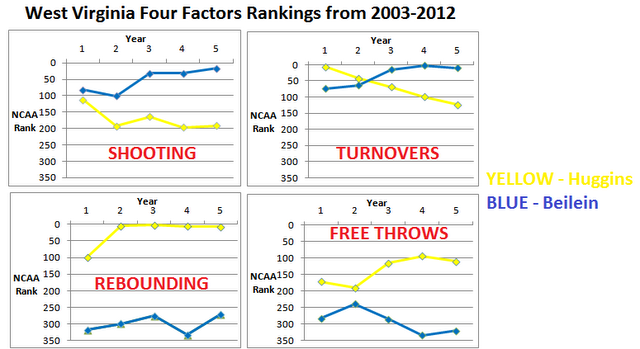 West Virginia Four Factors Rankings from 2003-2012
Year
1 2 3 4 5
0
50
100
150
200
250
300
350
NCAA
Rank
SHOOTING
Year
1 2 3 4 5
0
50
100
150
200
250
300
350
NCAA
Rank
TURNOVERS
YELLOW - Huggins
BLUE - Beilein
Year
1 2 3 4 5
0
50
100
150
200
250
300
350
NCAA
Rank
REBOUNDING
Year
1 2 3 4 5
FREE THROWS
0
50
100
150
200
250
300
350
NCAA
Rank